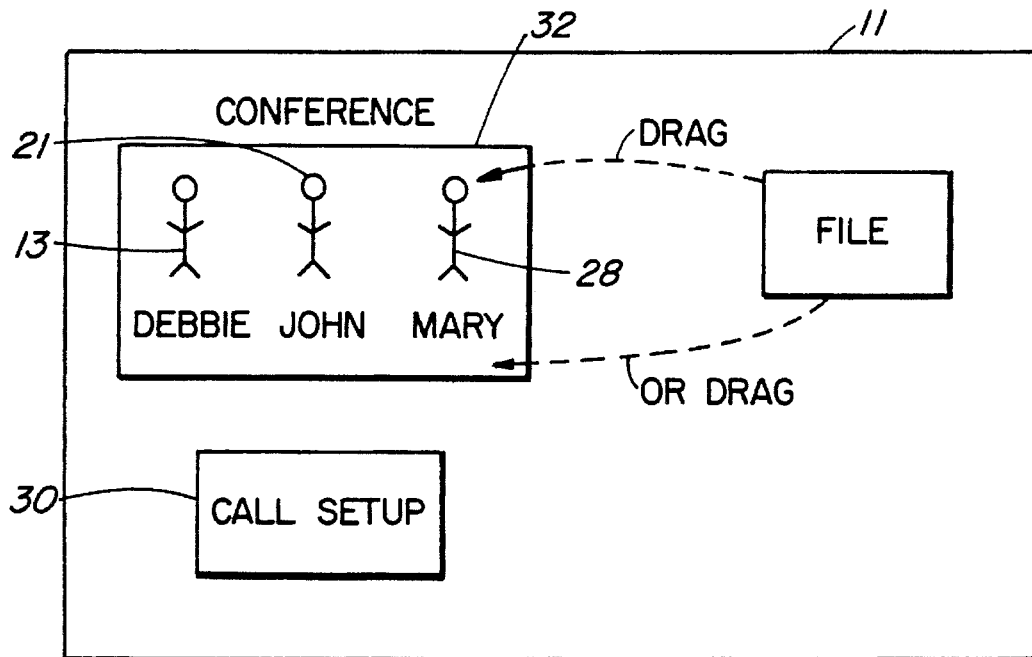 32
11
CONFERENCE
21
DRAG
FILE
13
28
DEBBIE JOHN MARY
OR DRAG
30
CALL SETUP